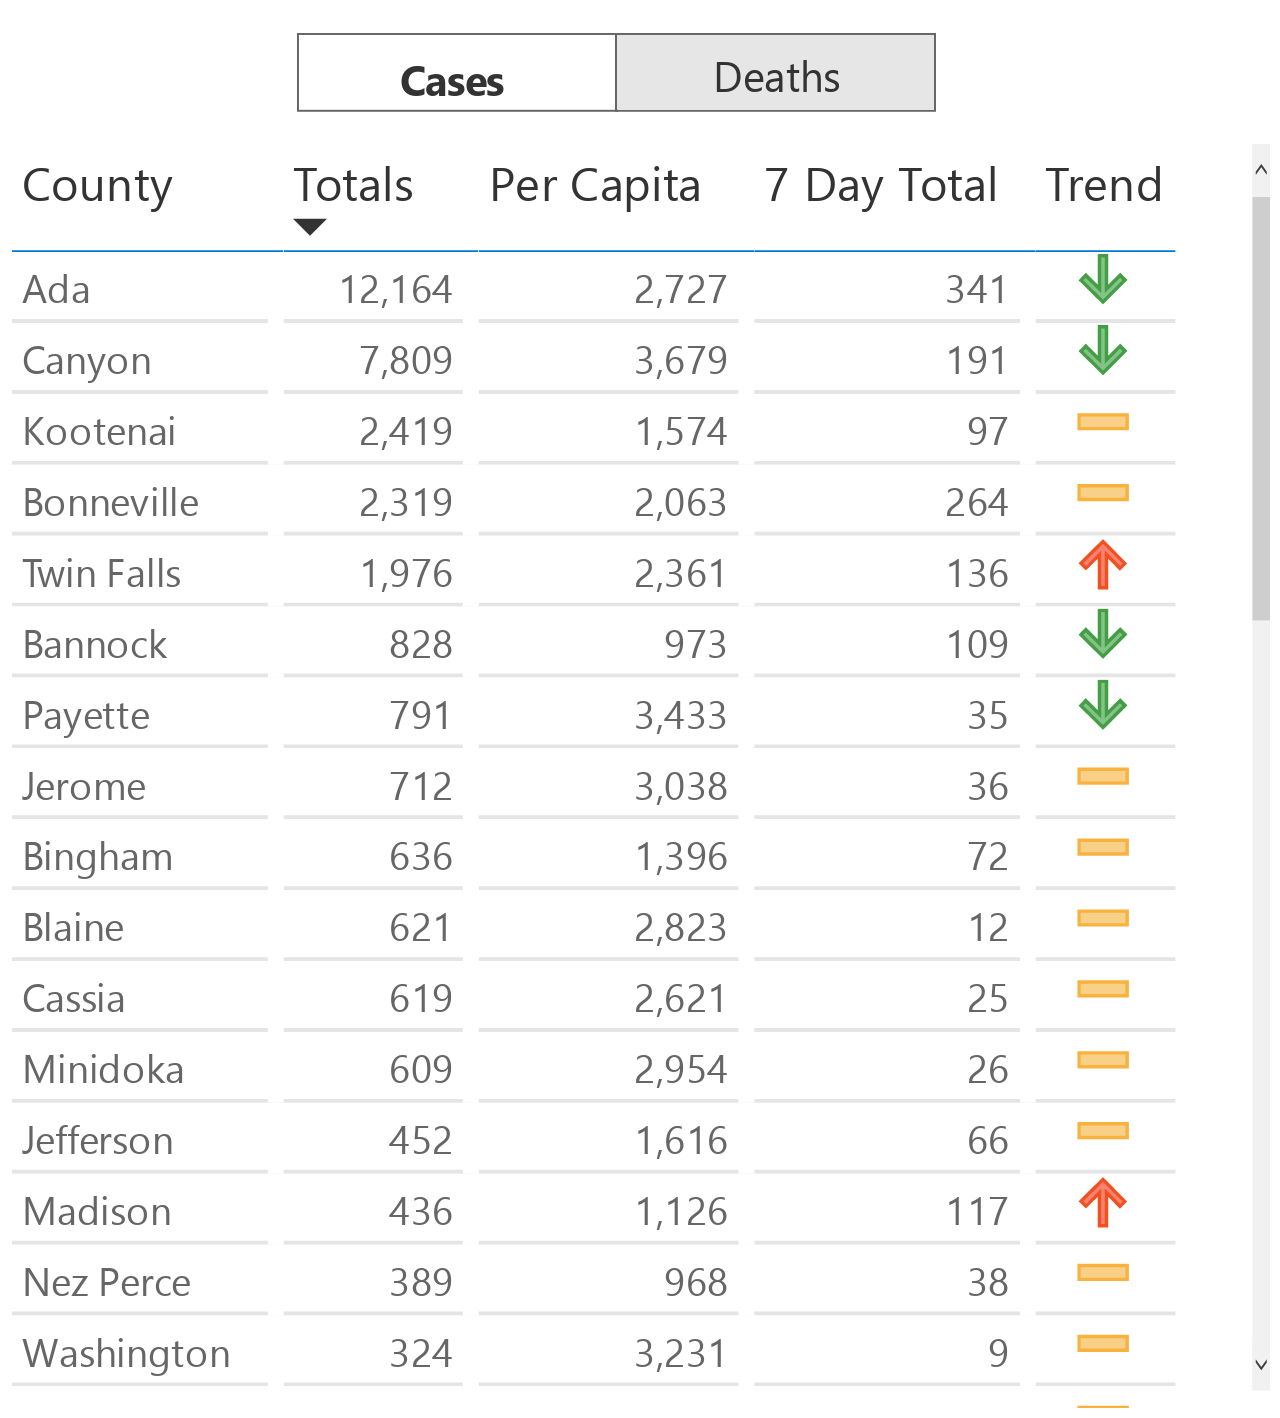 Cases Deaths
County Totals Per Capita 7 Day Total Trend
Ada 12,164 2,727 341
Canyon 7,809 3,679 191
Kootenai 2,419 1,574 97
Bonneville 2,319 2,063 264
Twin Falls 1,976 2,361 136
Bannock 828 973 109
Payette 791 3,433 35
Jerome 712 3,038 36
Bingham 636 1,396 72
Blaine 621 2,823 12
Cassia 619 2,621 25
Minidoka 609 2,954 26
Jefferson 452 1,616 66
Madison 436 1,126 117
Nez Perce 389 968 38
Washington 324 3,231 9